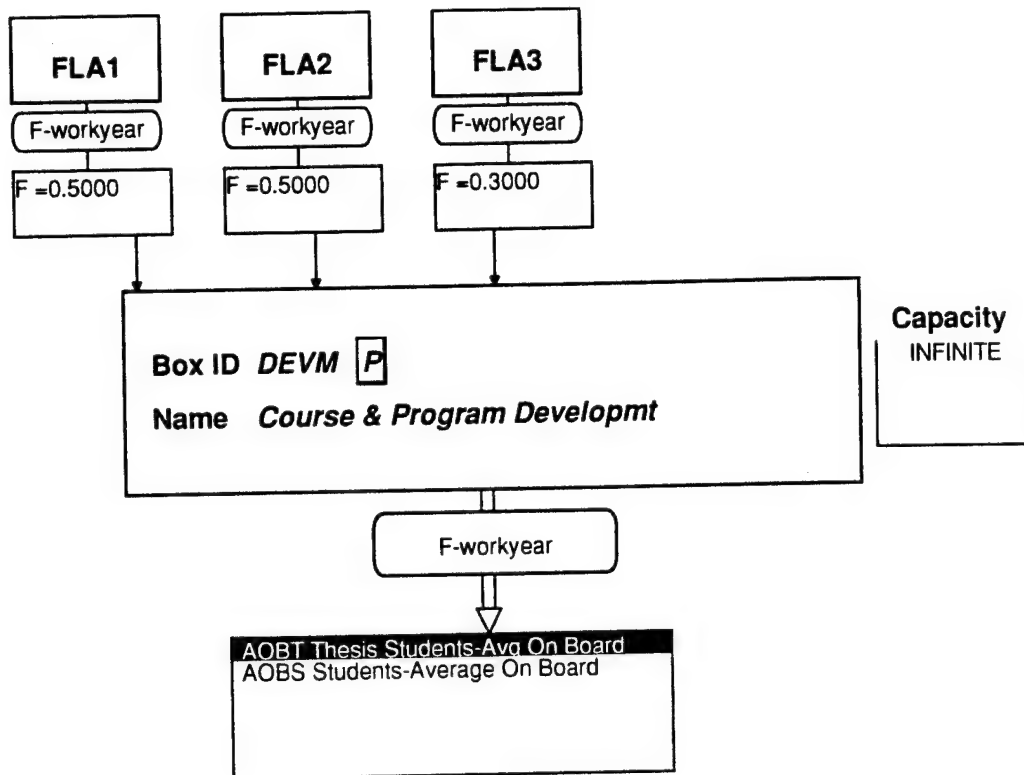 FLA1 FLA2 FLA3
F-workyear F-workyear F-workyear
F =0.5000 F =0.5000 F =0.3000
Capacity
INFINITE
Box ID DEVM P
Name Course & Program Developmt
F-workyear
AOBT Thesis Students-Avg On Board
AOBS Students-Average On Board